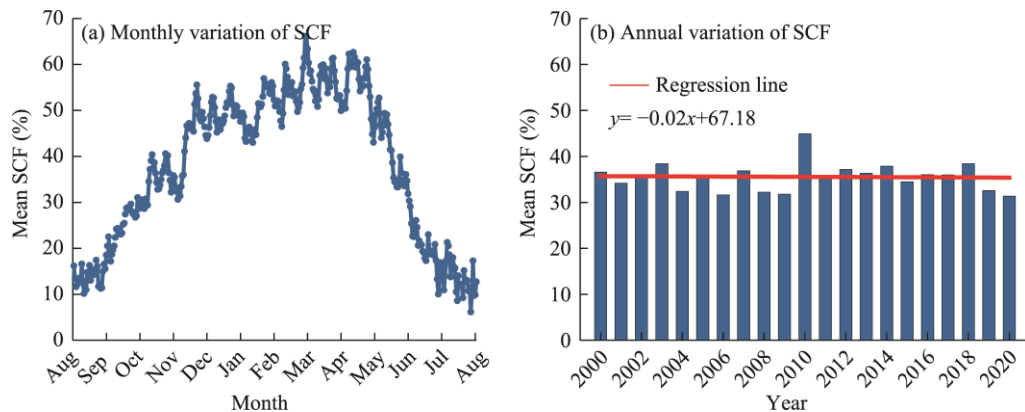 (a) Monthly variation of SCF
70
60
50
40
30
20
10
0
Mean SCF (%)
Aug
Sep
Oct
Nov
Dec
Jan
Feb
Mar
Apr
May
Jun
Jul
Aug
Month
(b) Annual variation of SCF
70
60
50
40
30
20
10
0
Mean SCF (%)
Regression line
y= −0.02x+67.18
2000
2002
2004
2006
2008
2010
2012
2014
2016
2018
2020
Year